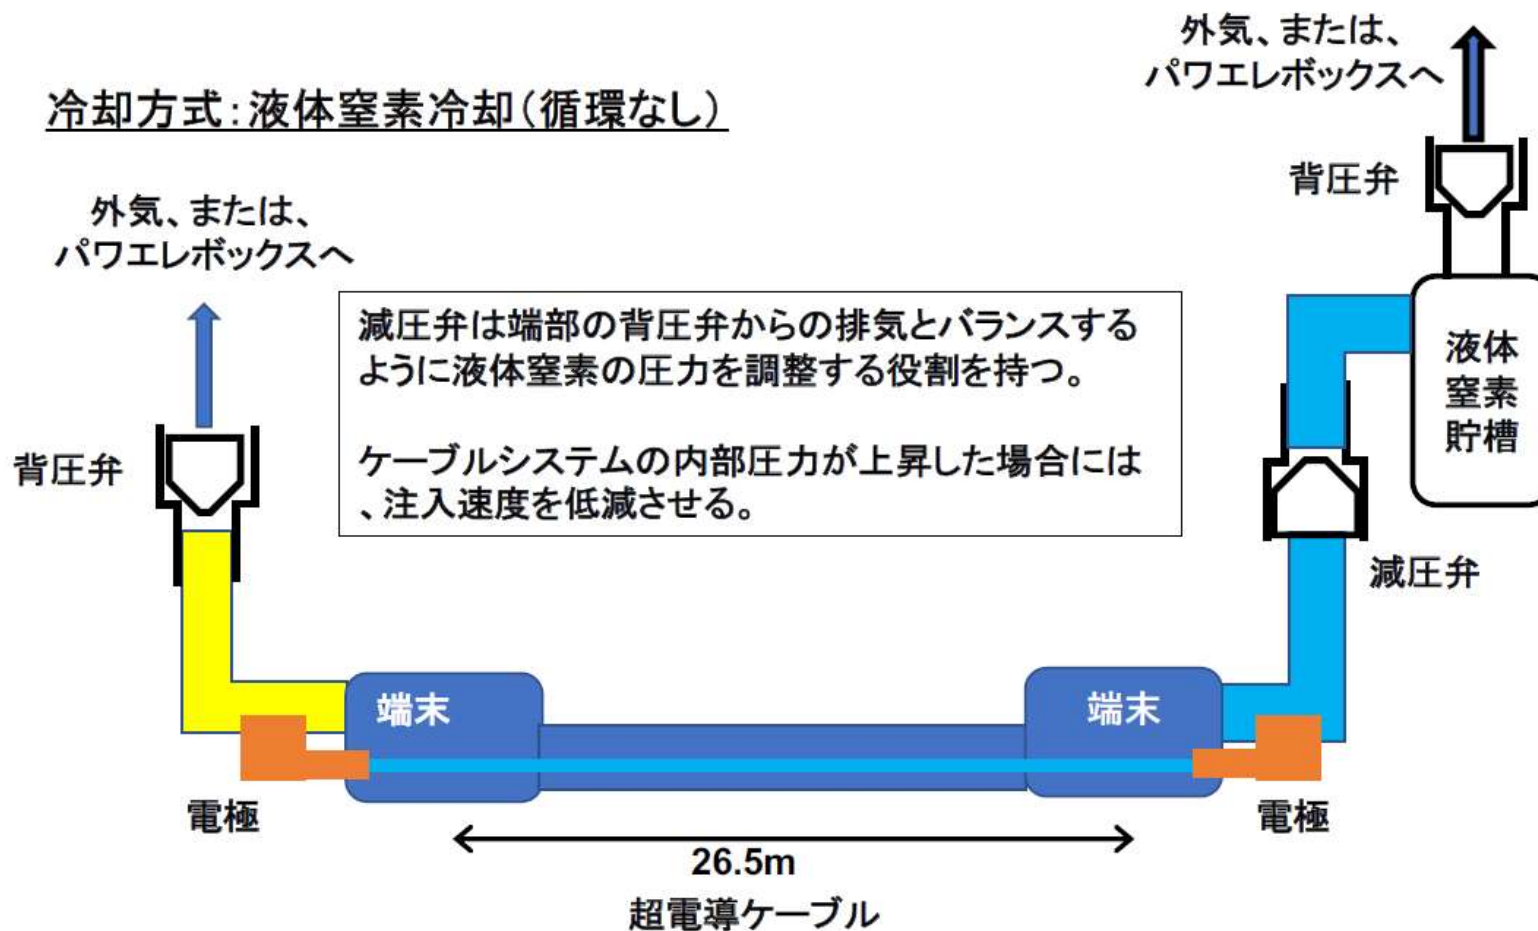 冷却方式:液体窒素冷却(循環なし)
外気、または、
パワエレボックスへ
背圧弁
外気、または、
パワエレボックスへ
背圧弁
減圧弁は端部の背圧弁からの排気とバランスする
ように液体窒素の圧力を調整する役割を持つ。
ケーブルシステムの内部圧力が上昇した場合には
、注入速度を低減させる。
液体
窒素
貯槽
減圧弁
端末
端末
電極
電極
26.5m
超電導ケーブル